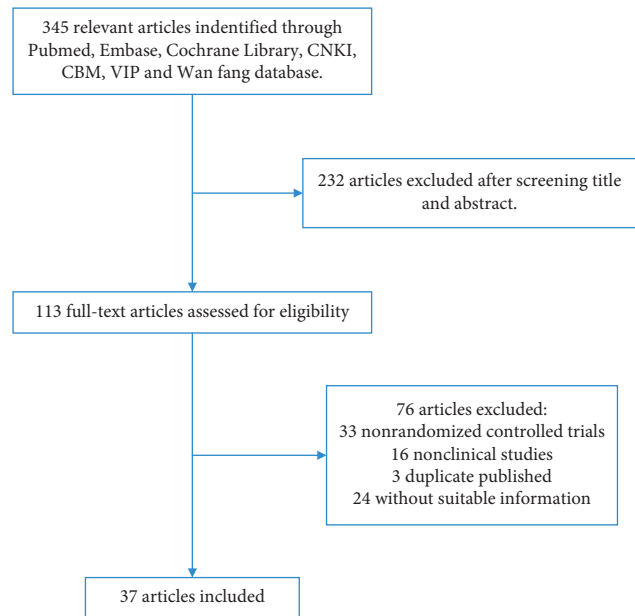 345 relevant articles indentified through
Pubmed, Embase, Cochrane Library, CNKI,
CBM, VIP and Wan fang database.
232 articles excluded after screening title
and abstract.
113 full-text articles assessed for eligibility
76 articles excluded:
33 nonrandomized controlled trials
16 nonclinical studies
3 duplicate published
24 without suitable information
37 articles included